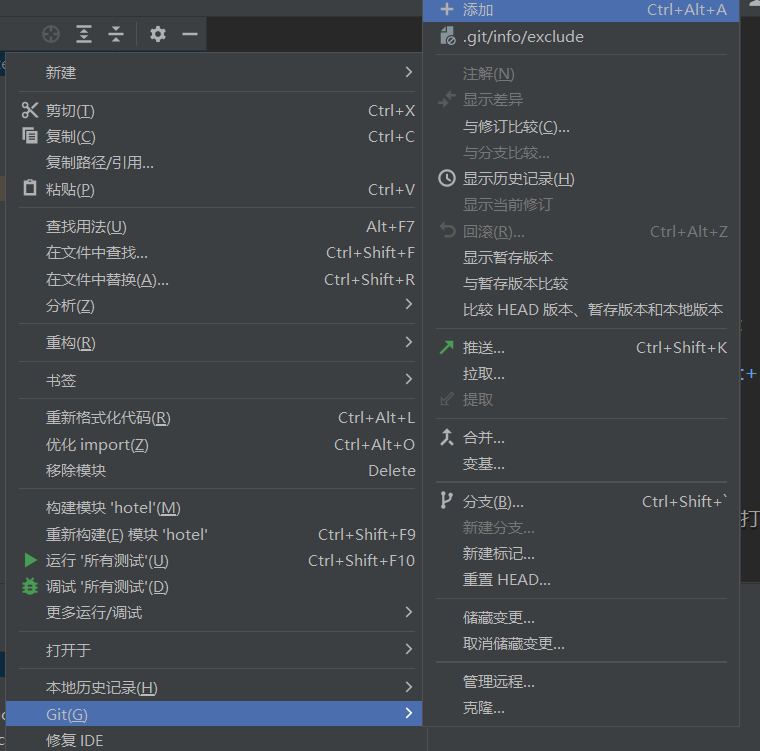 新建
剪切(T) Ctrl+X
复制(C) Ctrl+C
复制路径/引用...
粘贴(P) Ctrl+V
查找用法(U) Alt+F7
在文件中查找... Ctrl+Shift+F
在文件中替换(A)... Ctrl+Shift+R
分析(Z)
重构(R)
书签
重新格式化代码(R) Ctrl+Alt+L
优化 import(Z) Ctrl+Alt+O
移除模块 Delete
构建模块 'hotel'(M)
重新构建(E) 模块 'hotel' Ctrl+Shift+F9
运行 '所有测试'(U) Ctrl+Shift+F10
调试 '所有测试'(D)
更多运行/调试
打开于
本地历史记录(H)
Git(G)
修复 IDE
添加 Ctrl+Alt+A
.git/info/exclude
注解(N)
显示差异
与修订比较(C)...
与分支比较...
显示历史记录(H)
显示当前修订
回滚(R)... Ctrl+Alt+Z
显示暂存版本
与暂存版本比较
比较 HEAD 版本、暂存版本和本地版本
推送... Ctrl+Shift+K
拉取...
提取
合并...
变基...
分支(B)... Ctrl+Shift+`
新建分支...
新建标记...
重置 HEAD...
储藏变更...
取消储藏变更...
管理远程...
克隆...
打